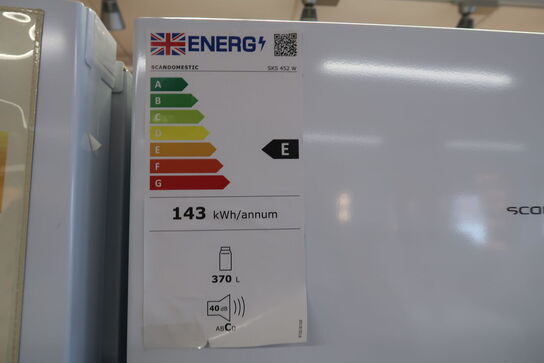 ENERG
SCANDOMESTIC SKS 452 W
A
B
C
D
E
E
F
G
143 kWh/annum
370 L
40 dB
ABCD